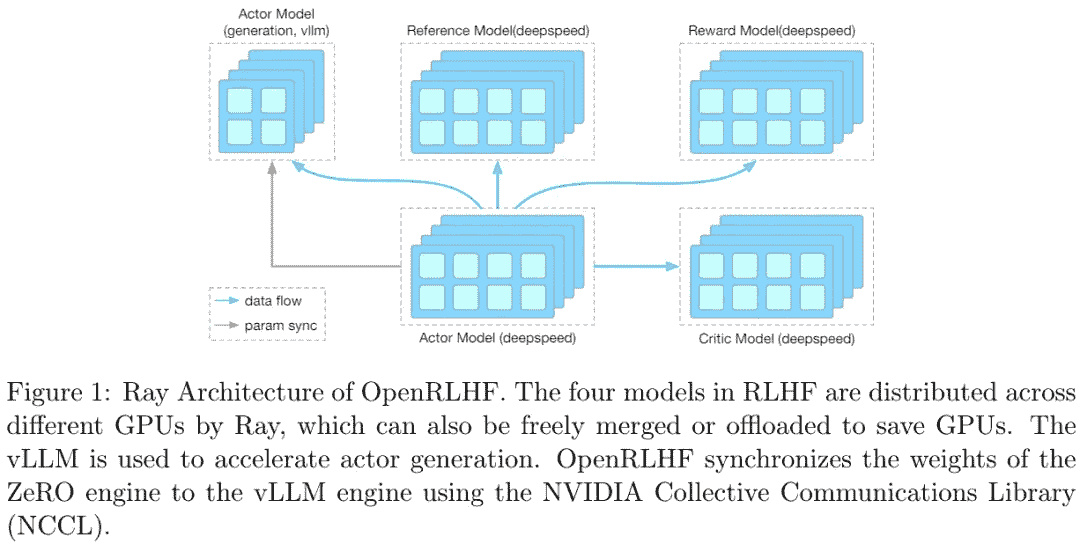 Actor Model
(generation, vllm)
Reference Model(deepspeed)
Reward Model(deepspeed)
data flow
param sync
Actor Model (deepspeed)
Critic Model (deepspeed)
Figure 1: Ray Architecture of OpenRLHF. The four models in RLHF are distributed across
different GPUs by Ray, which can also be freely merged or offloaded to save GPUs. The
vLLM is used to accelerate actor generation. OpenRLHF synchronizes the weights of the
ZeRO engine to the vLLM engine using the NVIDIA Collective Communications Library
(NCCL).